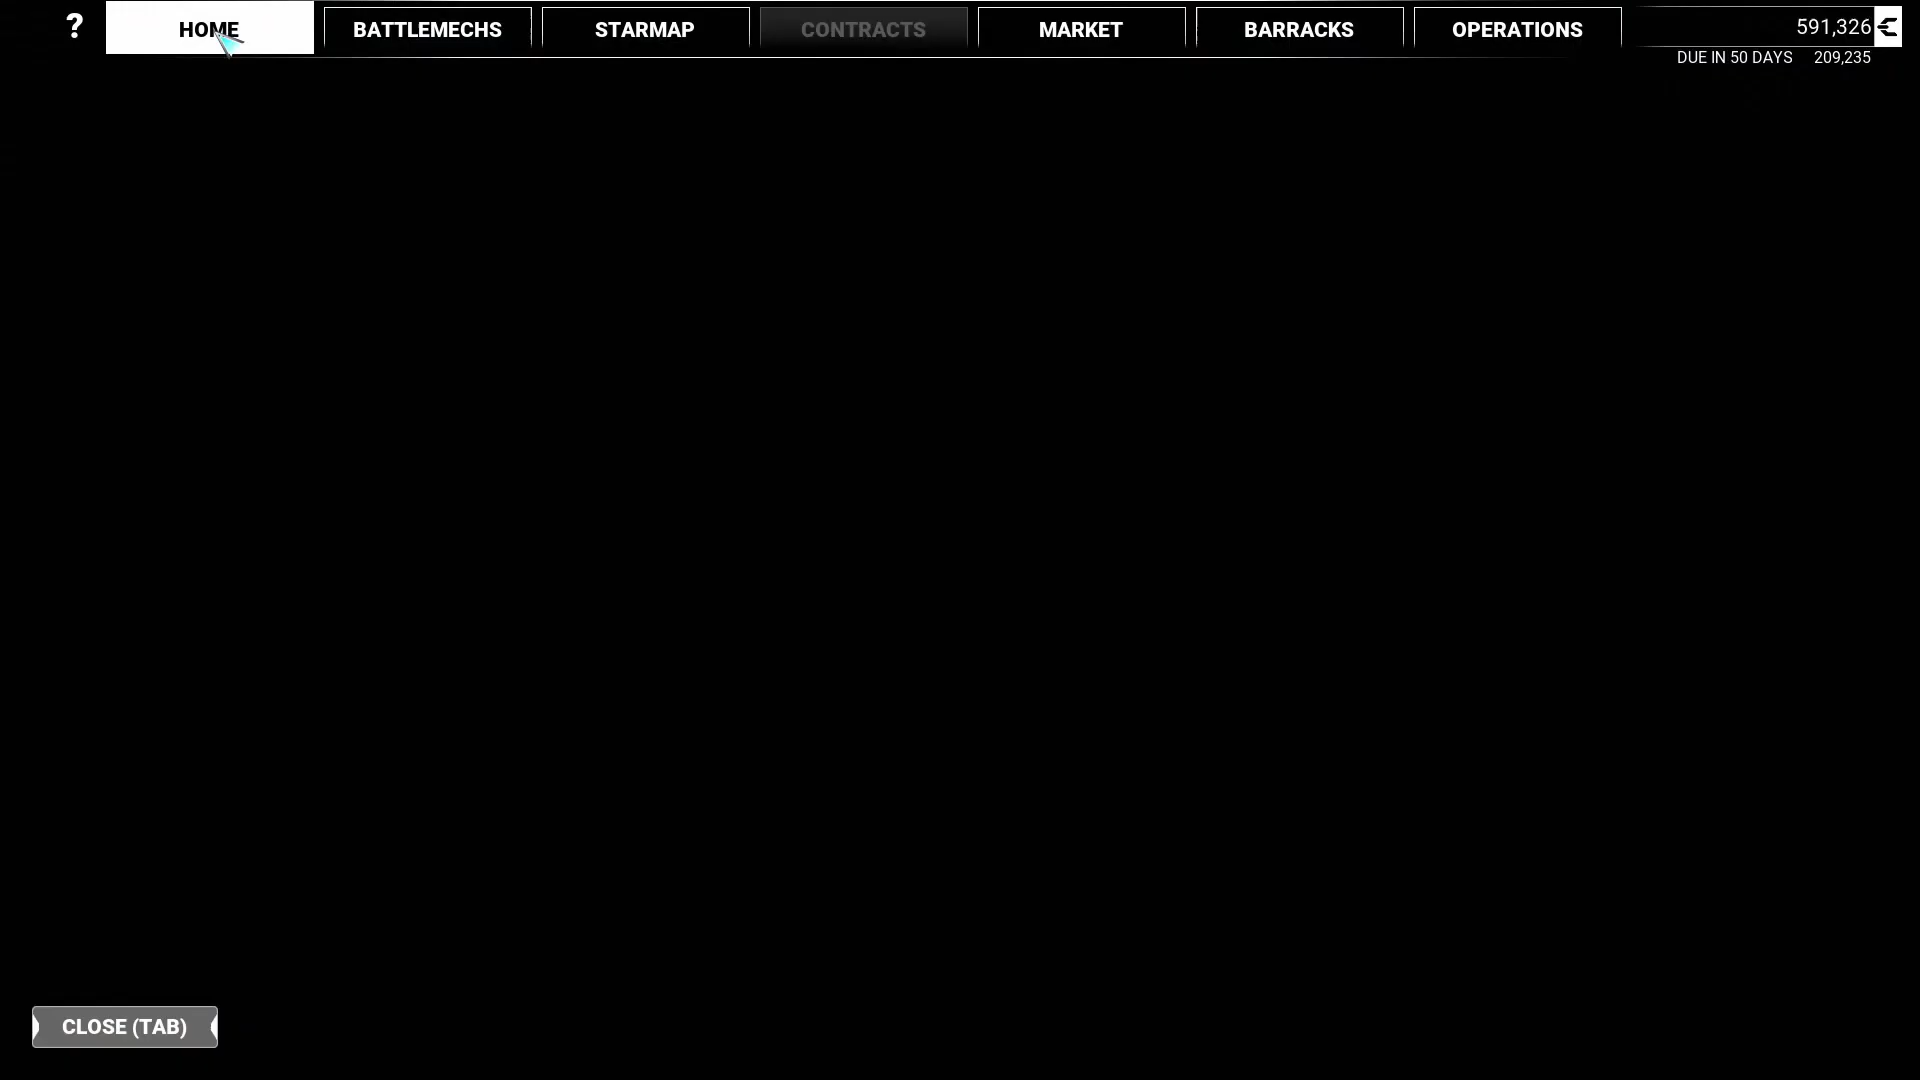 ? HOME BATTLEMECHS STARMAP CONTRACTS MARKET BARRACKS OPERATIONS 591,326
DUE IN 50 DAYS 209,235
CLOSE (TAB)